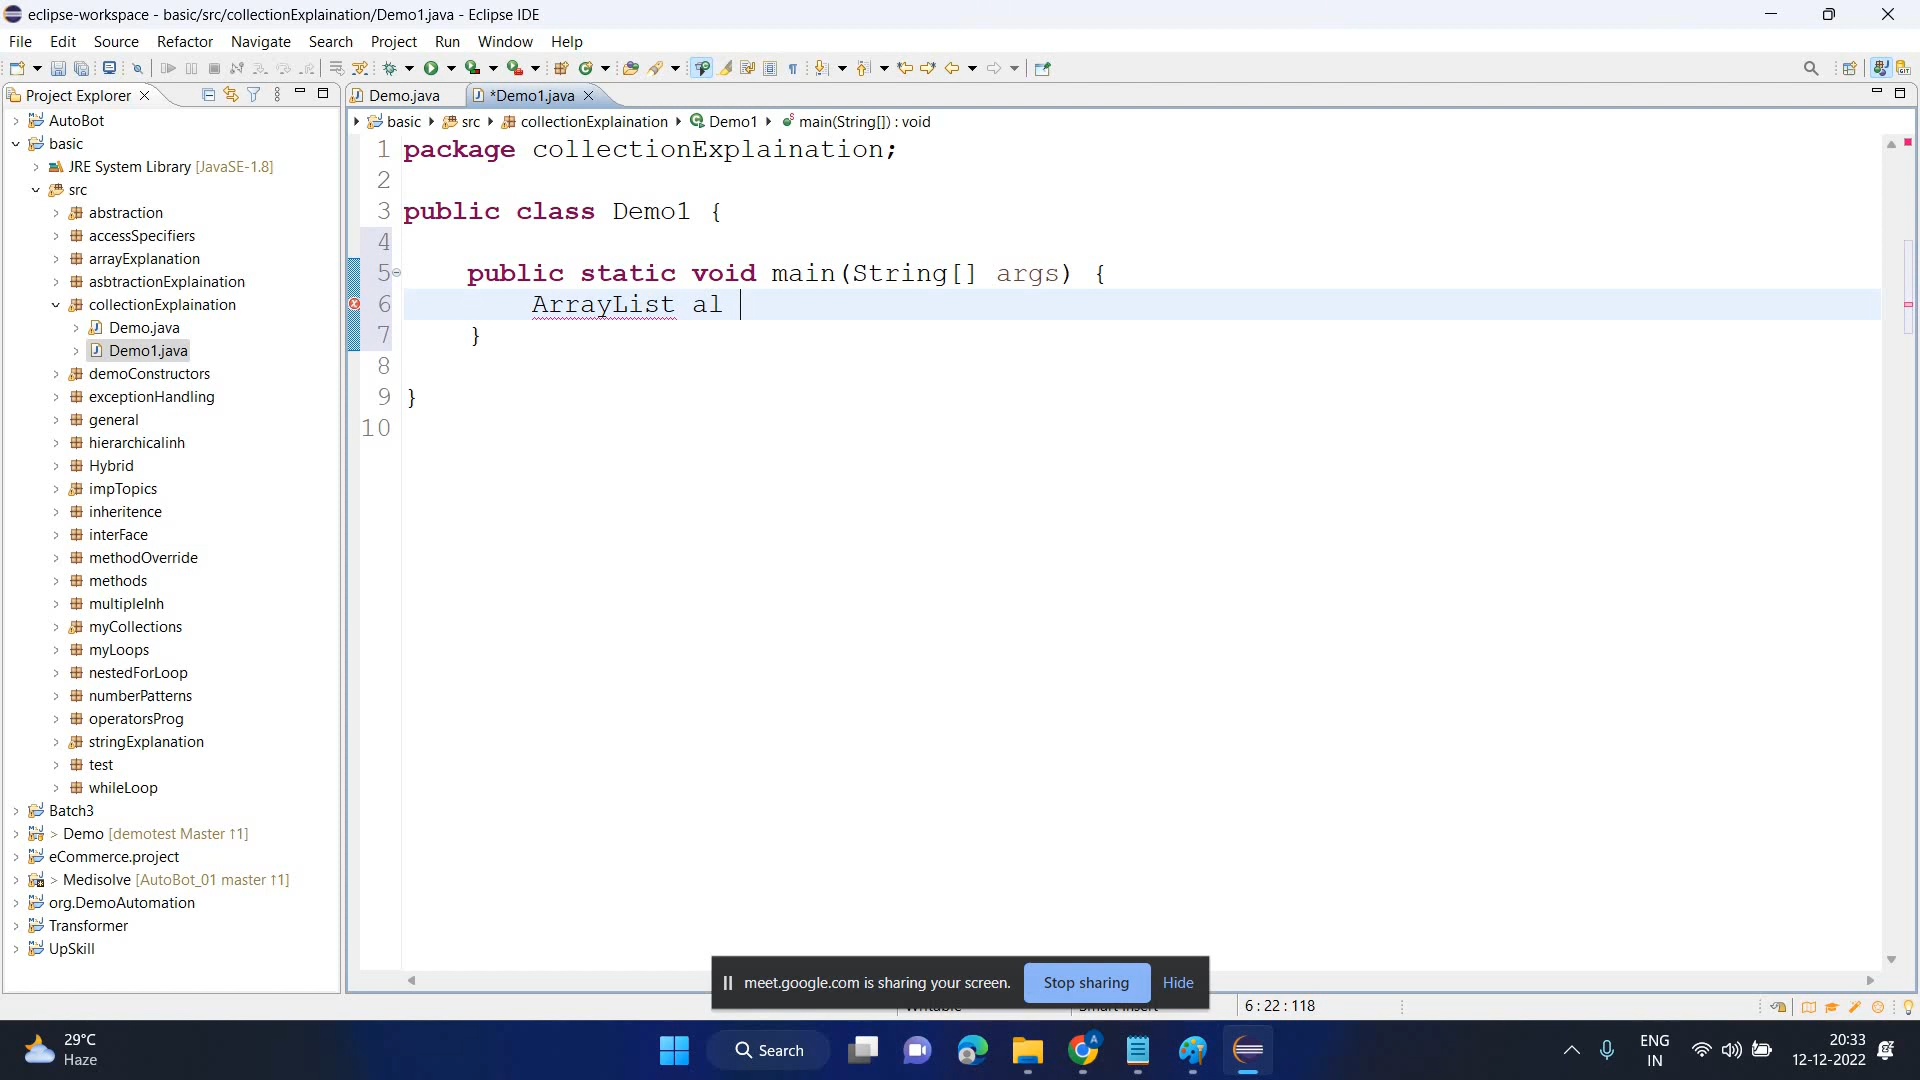 eclipse-workspace - basic/src/collectionExplaination/Demo1.java - Eclipse IDE
File Edit Source Refactor Navigate Search Project Run Window Help
Project Explorer
Demo.java
*Demo1.java
basic src collectionExplaination Demo1 main(String[]) : void
AutoBot
basic
JRE System Library [JavaSE-1.8]
src
abstraction
accessSpecifiers
arrayExplanation
asbtractionExplaination
collectionExplaination
Demo.java
Demo1.java
demoConstructors
exceptionHandling
general
hierarchicalinh
Hybrid
impTopics
inheritence
interFace
methodOverride
methods
multipleInh
myCollections
myLoops
nestedForLoop
numberPatterns
operatorsProg
stringExplanation
test
whileLoop
Batch3
> Demo [demotest Master ↑1]
eCommerce.project
> Medisolve [AutoBot_01 master ↑1]
org.DemoAutomation
Transformer
UpSkill
1 package collectionExplaination;
2
3 public class Demo1 {
4
5 public static void main(String[] args) {
6 ArrayList al
7 }
8
9 }
10
meet.google.com is sharing your screen. Stop sharing Hide
Writable Smart Insert 6 : 22 : 118
29°C
Haze
Search
ENG
IN
20:33
12-12-2022